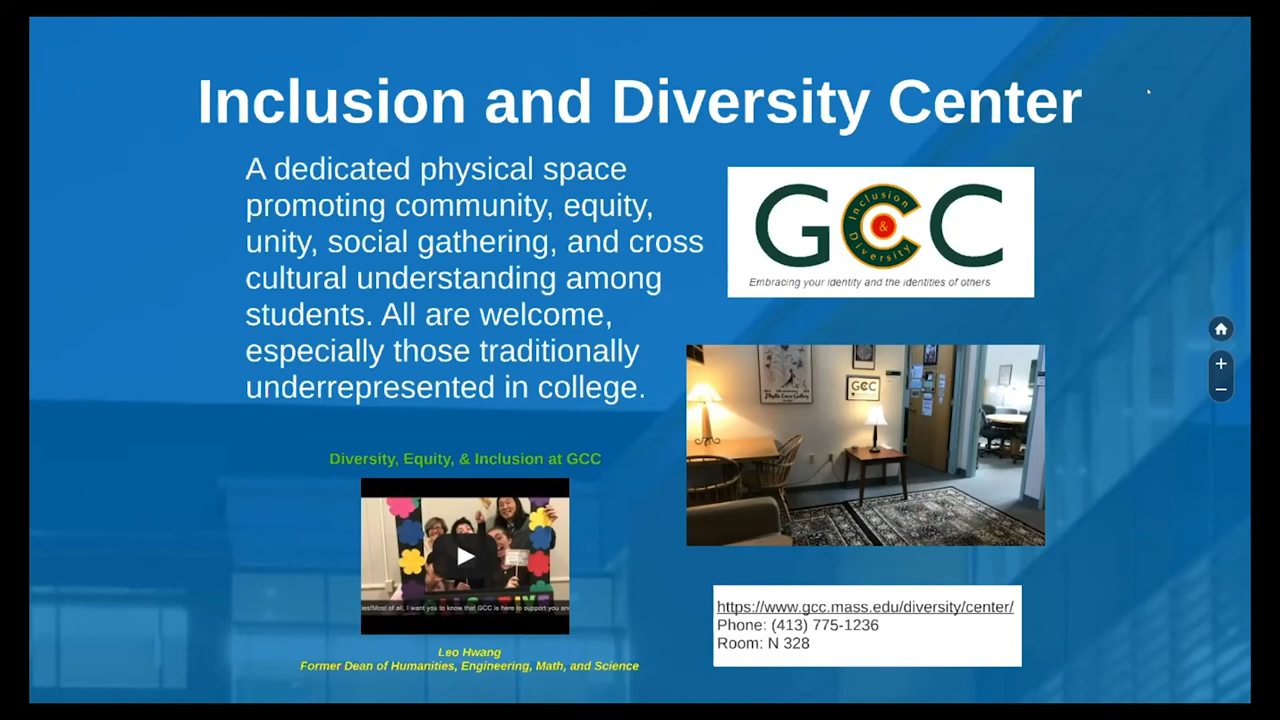 Inclusion and Diversity Center
A dedicated physical space
promoting community, equity,
unity, social gathering, and cross
cultural understanding among
students. All are welcome,
especially those traditionally
underrepresented in college.
GCC
Inclusion
&
Diversity
Embracing your identity and the identities of others
GCC
Diversity, Equity, & Inclusion at GCC
ies!Most of all, I want you to know that GCC is here to support you an
Leo Hwang
Former Dean of Humanities, Engineering, Math, and Science
https://www.gcc.mass.edu/diversity/center/
Phone: (413) 775-1236
Room: N 328